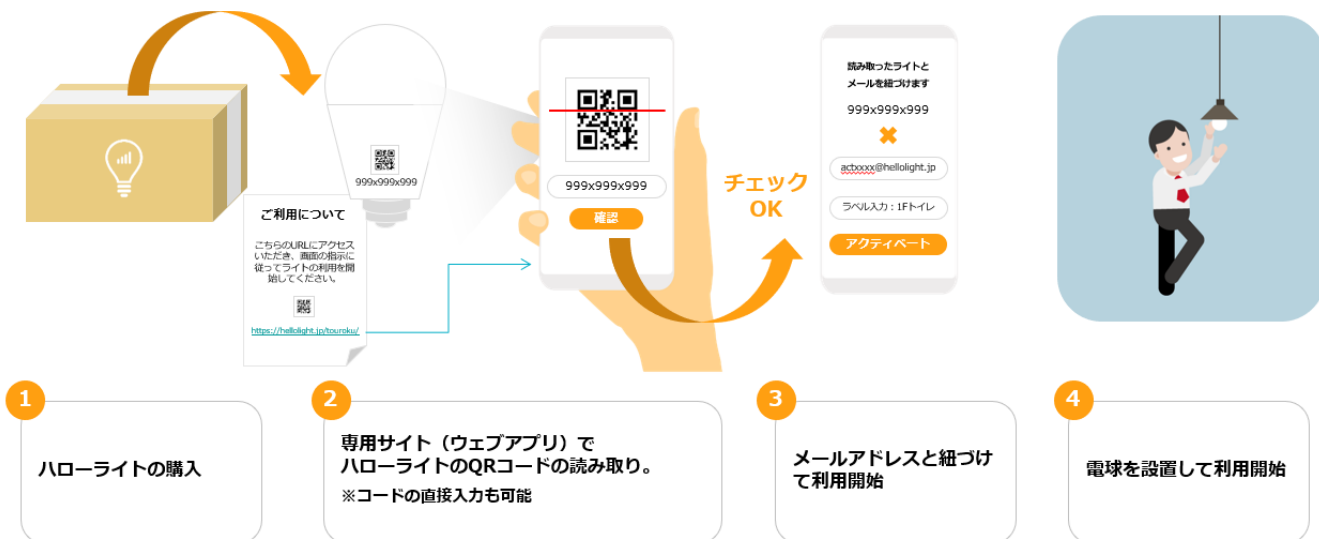 999x999x999
ご利用について
こちらのURLにアクセス
いただき、画面の指示に
従ってライトの利用を開
始してください。
https://hellolight.jp/touroku/
999x999x999
確認
チェック
OK
読み取ったライトと
メールを紐づけます
999x999x999
actxxxx@hellolight.jp
ラベル入力：1Fトイレ
アクティベート
1
ハローライトの購入
2
専用サイト（ウェブアプリ）で
ハローライトのQRコードの読み取り。
※コードの直接入力も可能
3
メールアドレスと紐づけ
て利用開始
4
電球を設置して利用開始